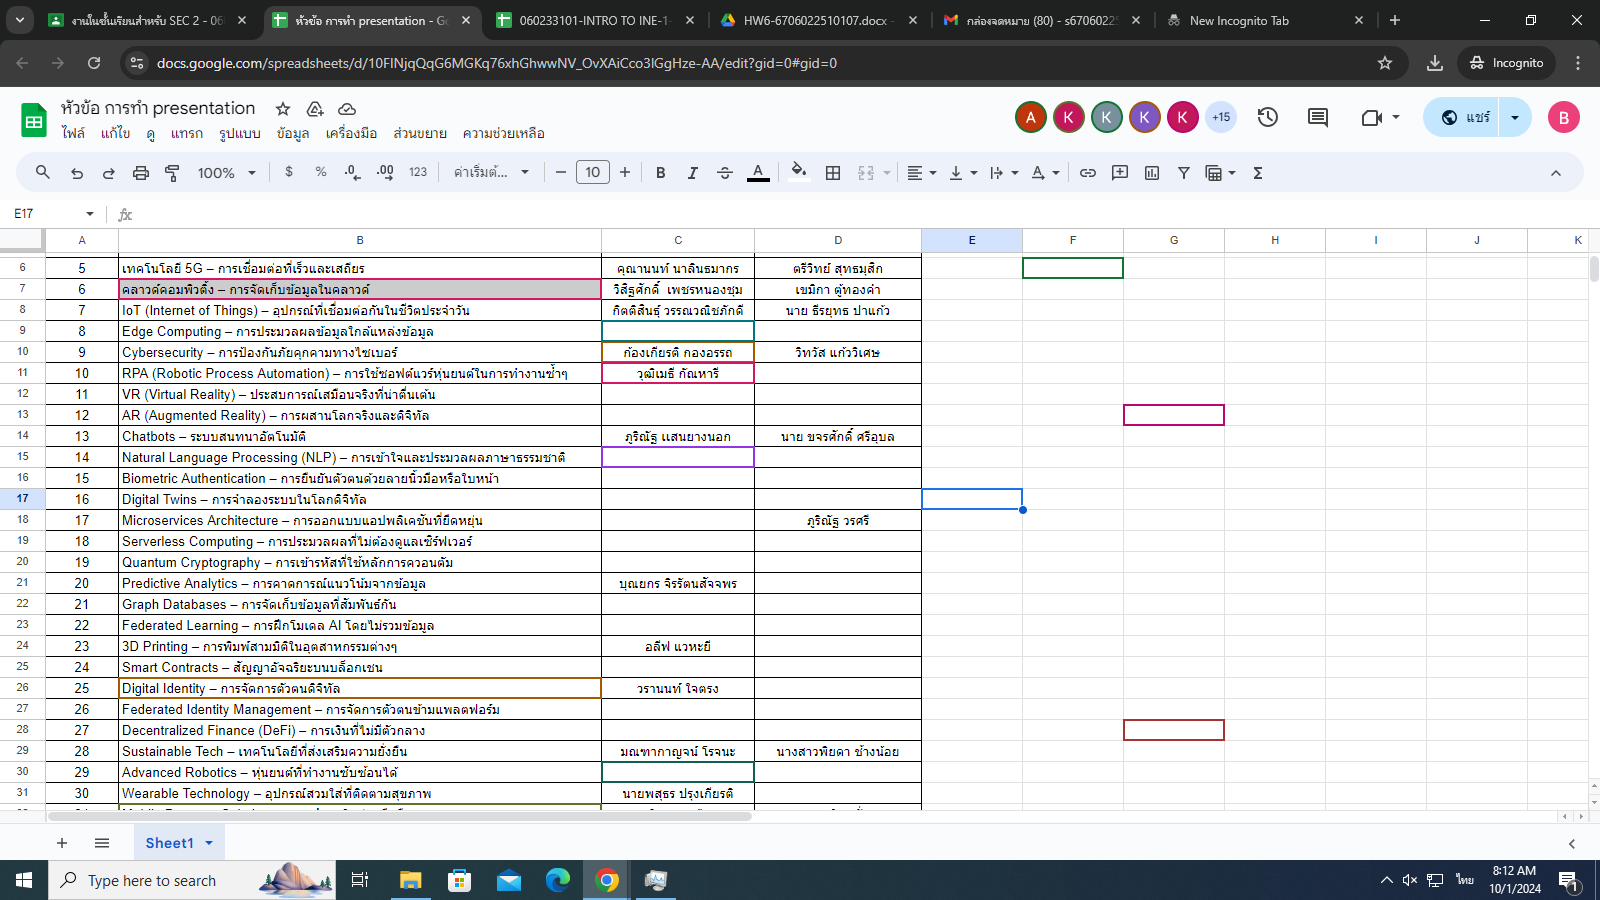 งานในชั้นเรียนสำหรับ SEC 2 - 06
หัวข้อ การทำ presentation - Go
060233101-INTRO TO INE-1-
HW6-6706022510107.docx -
กล่องจดหมาย (80) - s6706022
New Incognito Tab
docs.google.com/spreadsheets/d/10FINjqQqG6MGKq76xhGhwwNV_OvXAiCco3lGgHze-AA/edit?gid=0#gid=0
Incognito
หัวข้อ การทำ presentation
A K K K K +15
แชร์
B
ไฟล์ แก้ไข ดู แทรก รูปแบบ ข้อมูล เครื่องมือ ส่วนขยาย ความช่วยเหลือ
100% $ % .0 .00 123 ค่าเริ่มต้... 10 B I A
E17
A B C D E F G H I J K
6 5 เทคโนโลยี 5G – การเชื่อมต่อที่เร็วและเสถียร คุณานนท์ นาลินธมากร ตรีวิทย์ สุทธมุสิก
7 6 คลาวด์คอมพิวติ้ง – การจัดเก็บข้อมูลในคลาวด์ วิสิฐศักดิ์ เพชรหนองชุม เขมิกา ตู้ทองคำ
8 7 IoT (Internet of Things) – อุปกรณ์ที่เชื่อมต่อกันในชีวิตประจำวัน กิตติสินธุ์ วรรณวณิชภักดี นาย ธีรยุทธ ปาแก้ว
9 8 Edge Computing – การประมวลผลข้อมูลใกล้แหล่งข้อมูล
10 9 Cybersecurity – การป้องกันภัยคุกคามทางไซเบอร์ ก้องเกียรติ กองอรรถ วิทวัส แก้ววิเศษ
11 10 RPA (Robotic Process Automation) – การใช้ซอฟต์แวร์หุ่นยนต์ในการทำงานซ้ำๆ วุฒิเมธี กัณหารี
12 11 VR (Virtual Reality) – ประสบการณ์เสมือนจริงที่น่าตื่นเต้น
13 12 AR (Augmented Reality) – การผสานโลกจริงและดิจิทัล
14 13 Chatbots – ระบบสนทนาอัตโนมัติ ภูริณัฐ แสนยางนอก นาย ขจรศักดิ์ ศรีอุบล
15 14 Natural Language Processing (NLP) – การเข้าใจและประมวลผลภาษาธรรมชาติ
16 15 Biometric Authentication – การยืนยันตัวตนด้วยลายนิ้วมือหรือใบหน้า
17 16 Digital Twins – การจำลองระบบในโลกดิจิทัล
18 17 Microservices Architecture – การออกแบบแอปพลิเคชันที่ยืดหยุ่น ภูริณัฐ วรศรี
19 18 Serverless Computing – การประมวลผลที่ไม่ต้องดูแลเซิร์ฟเวอร์
20 19 Quantum Cryptography – การเข้ารหัสที่ใช้หลักการควอนตัม
21 20 Predictive Analytics – การคาดการณ์แนวโน้มจากข้อมูล บุณยกร จิรรัตนสัจจพร
22 21 Graph Databases – การจัดเก็บข้อมูลที่สัมพันธ์กัน
23 22 Federated Learning – การฝึกโมเดล AI โดยไม่รวมข้อมูล
24 23 3D Printing – การพิมพ์สามมิติในอุตสาหกรรมต่างๆ อลีฟ แวหะยี
25 24 Smart Contracts – สัญญาอัจฉริยะบนบล็อกเชน
26 25 Digital Identity – การจัดการตัวตนดิจิทัล วรานนท์ ใจตรง
27 26 Federated Identity Management – การจัดการตัวตนข้ามแพลตฟอร์ม
28 27 Decentralized Finance (DeFi) – การเงินที่ไม่มีตัวกลาง
29 28 Sustainable Tech – เทคโนโลยีที่ส่งเสริมความยั่งยืน มณฑากาญจน์ โรจนะ นางสาวพิยดา ช้างน้อย
30 29 Advanced Robotics – หุ่นยนต์ที่ทำงานซับซ้อนได้
31 30 Wearable Technology – อุปกรณ์สวมใส่ที่ติดตามสุขภาพ นายพสุธร ปรุงเกียรติ
Sheet1
Type here to search
ไทย
8:12 AM
10/1/2024
1